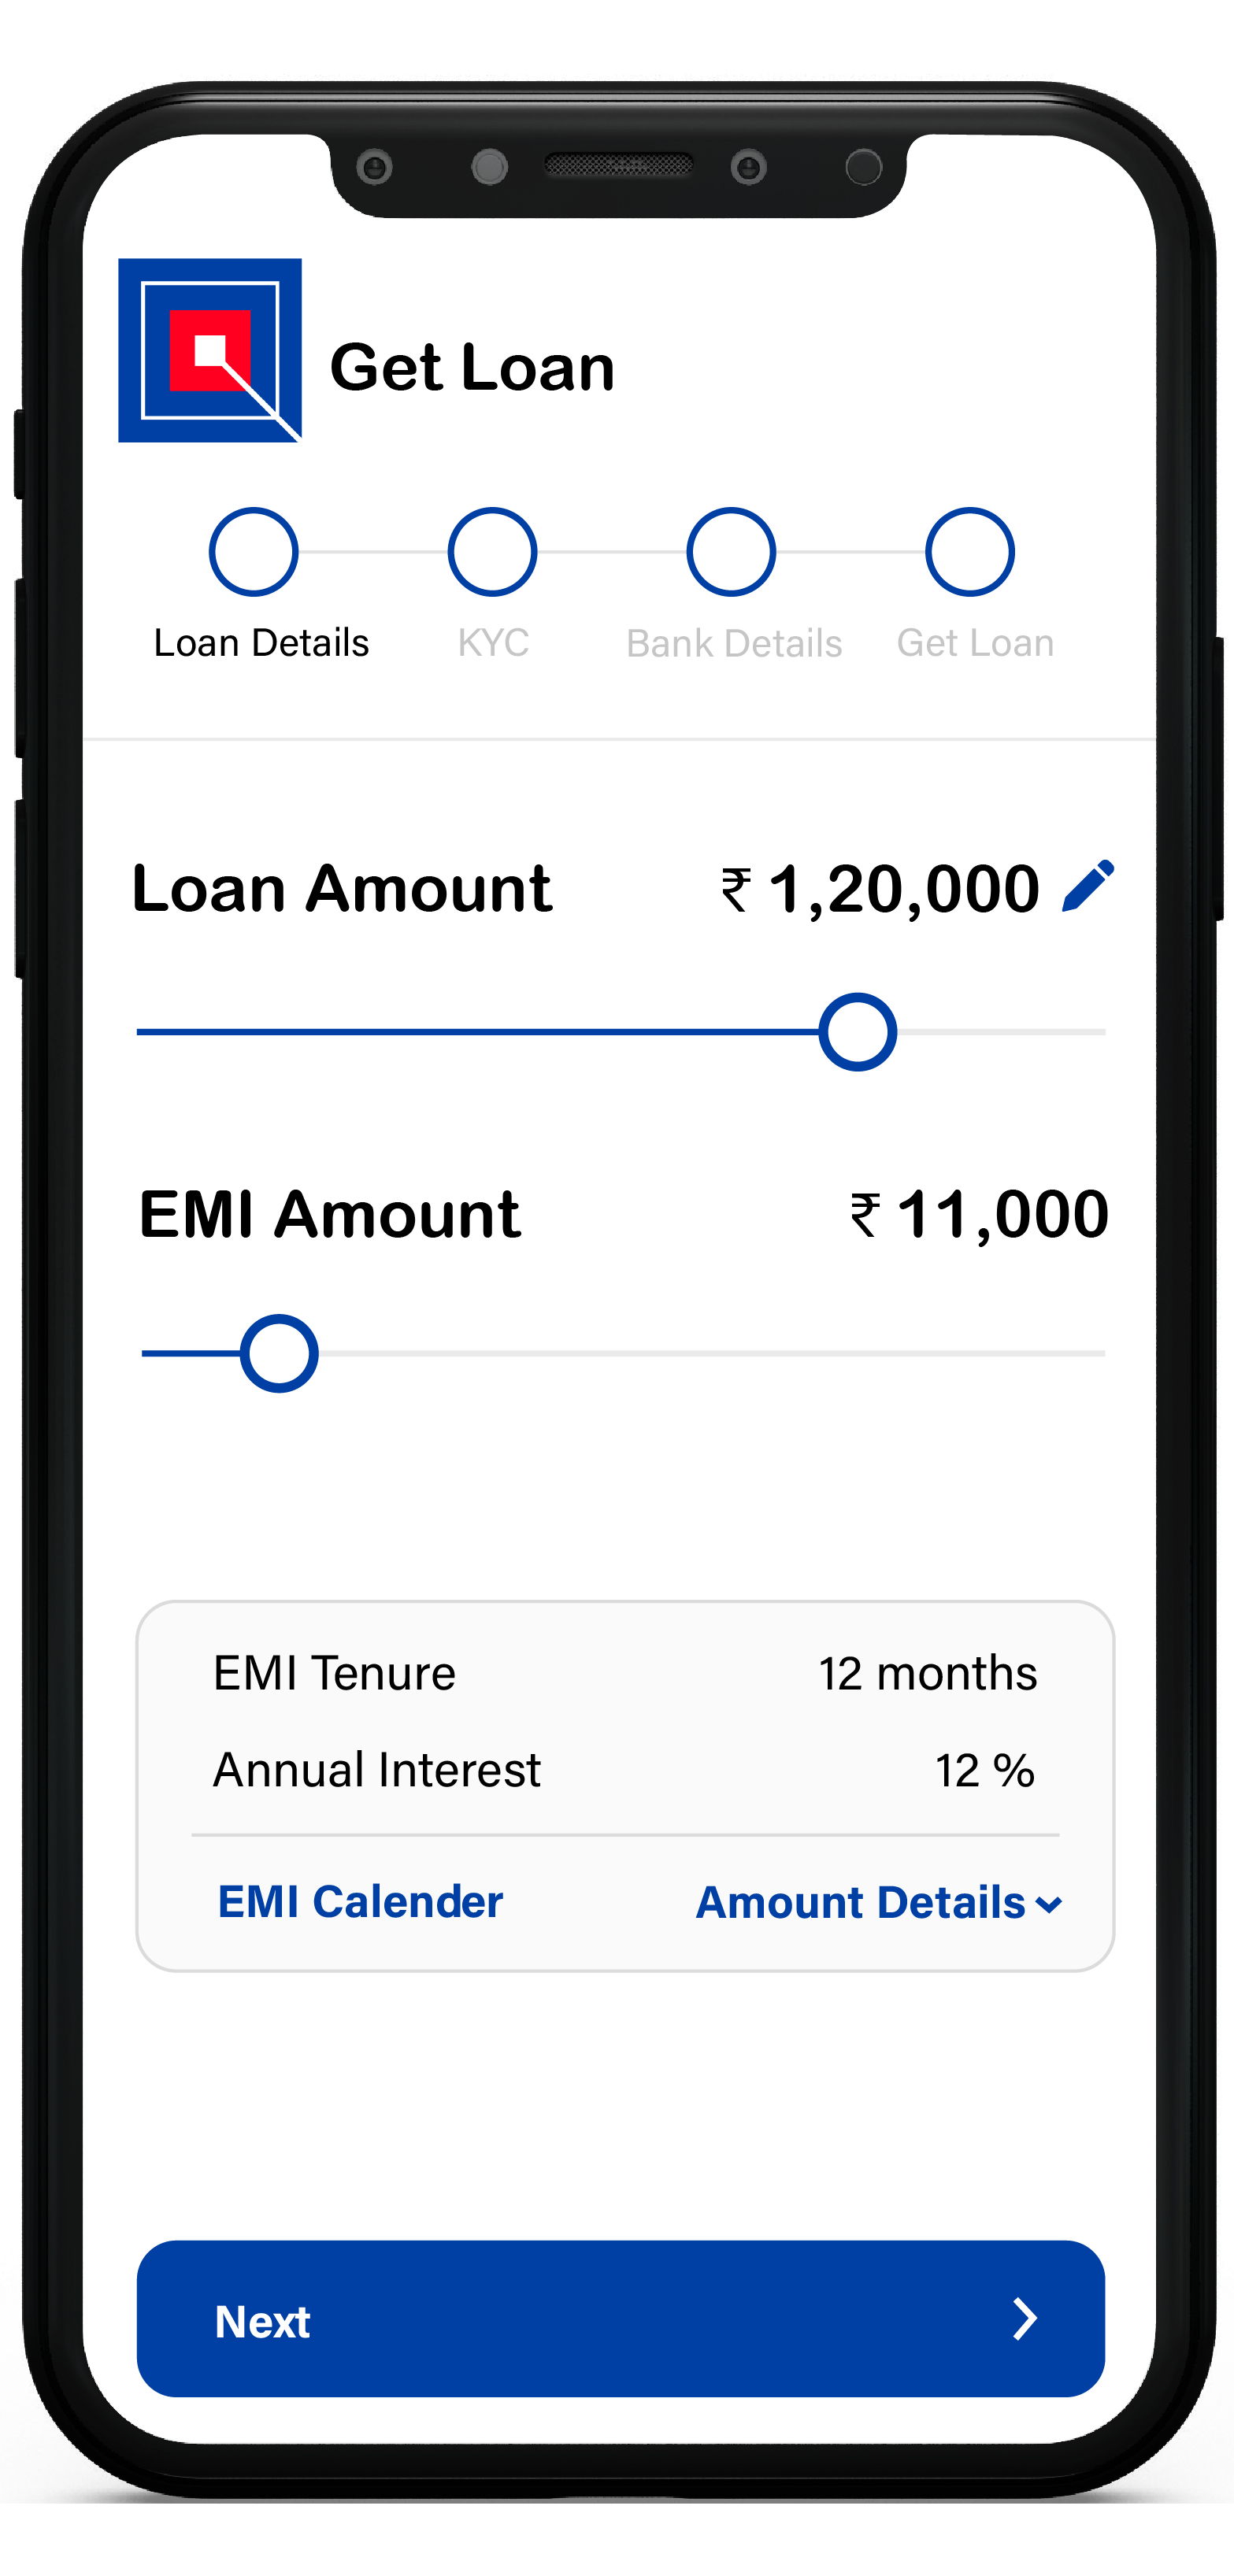 Get Loan
Loan Details KYC Bank Details Get Loan
Loan Amount ₹ 1,20,000
EMI Amount ₹ 11,000
EMI Tenure 12 months
Annual Interest 12 %
EMI Calender Amount Details
Next